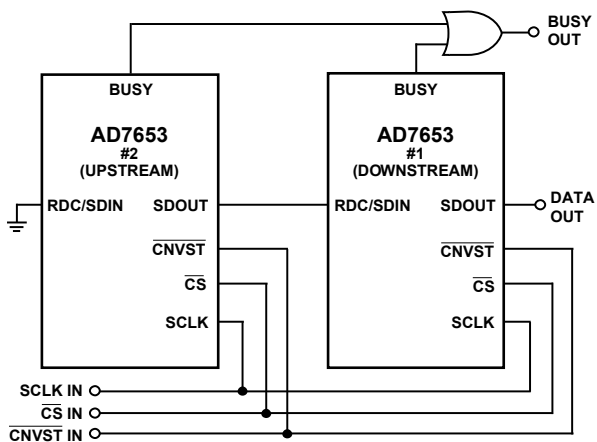 BUSY
OUT
BUSY
BUSY
AD7653
#2
(UPSTREAM)
AD7653
#1
(DOWNSTREAM)
RDC/SDIN SDOUT
RDC/SDIN SDOUT
DATA
OUT
CNVST
CNVST
CS
CS
SCLK
SCLK
SCLK IN
CS IN
CNVST IN